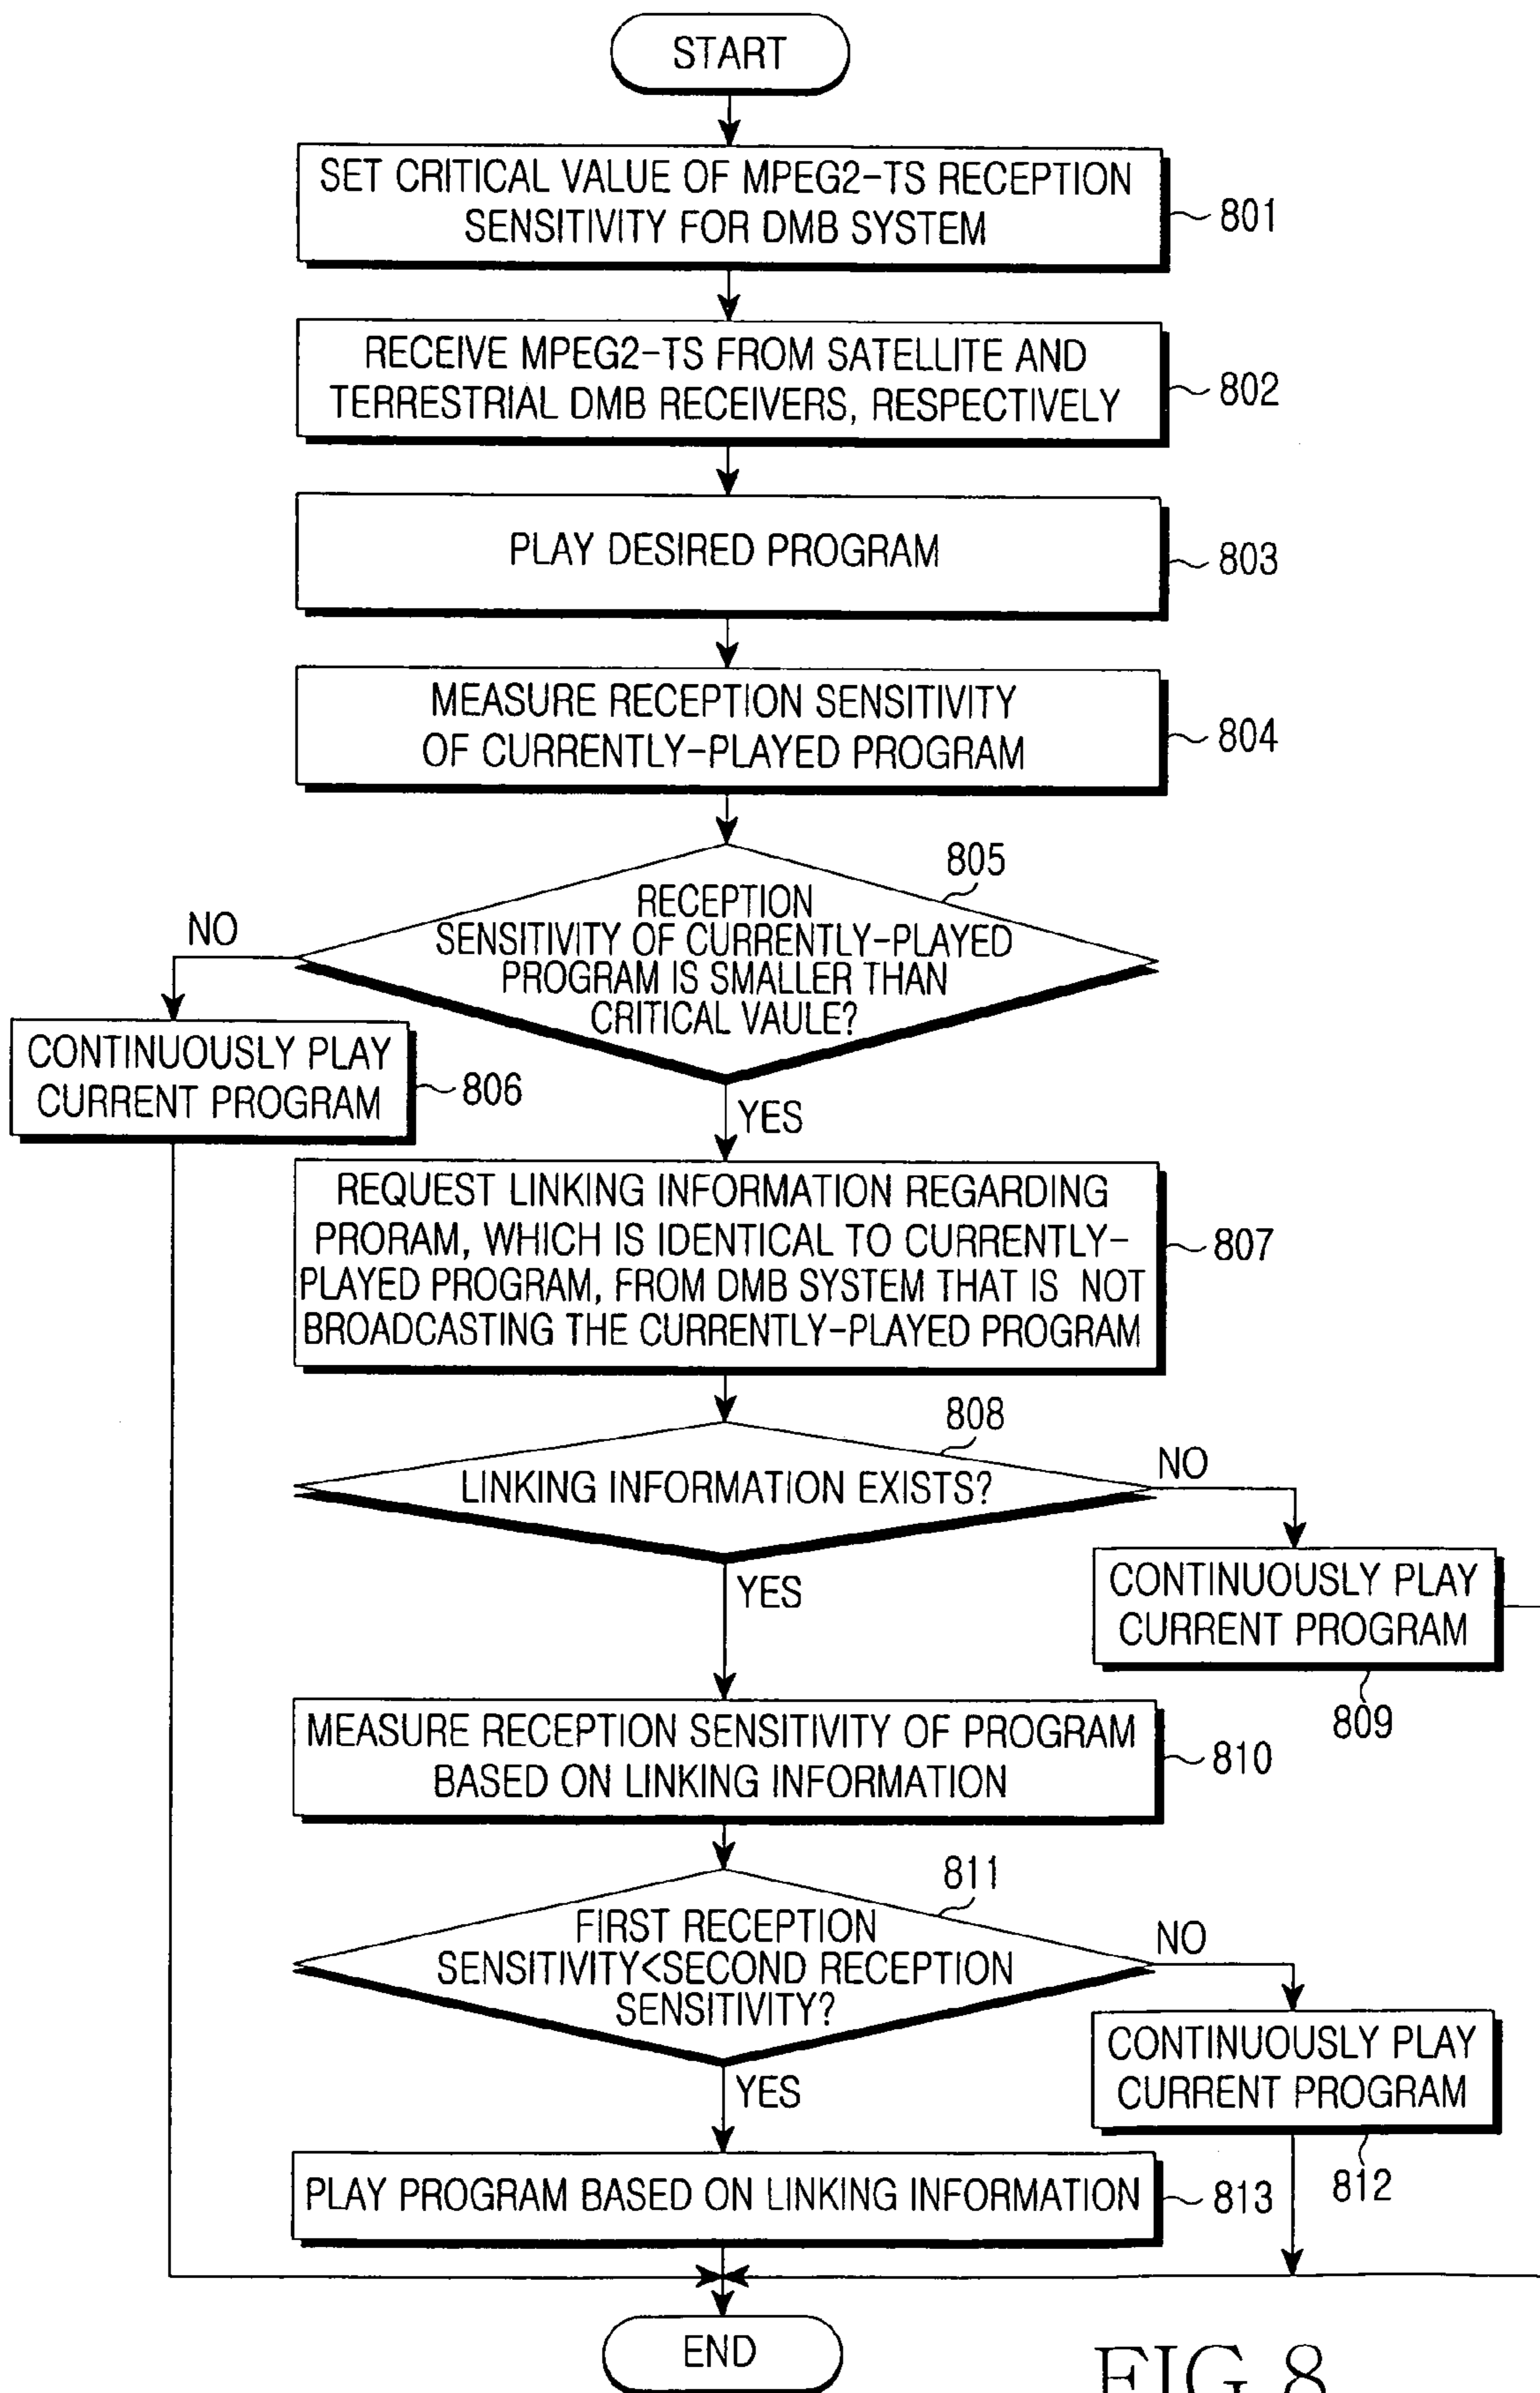 START
SET CRITICAL VALUE OF MPEG2-TS RECEPTION
SENSITIVITY FOR DMB SYSTEM
801
RECEIVE MPEG2-TS FROM SATELLITE AND
TERRESTRIAL DMB RECEIVERS, RESPECTIVELY
802
PLAY DESIRED PROGRAM
803
MEASURE RECEPTION SENSITIVITY
OF CURRENTLY-PLAYED PROGRAM
804
805
RECEPTION
SENSITIVITY OF CURRENTLY-PLAYED
PROGRAM IS SMALLER THAN
CRITICAL VAULE?
NO
CONTINUOUSLY PLAY
CURRENT PROGRAM
806
YES
REQUEST LINKING INFORMATION REGARDING
PRORAM, WHICH IS IDENTICAL TO CURRENTLY-
PLAYED PROGRAM, FROM DMB SYSTEM THAT IS NOT
BROADCASTING THE CURRENTLY-PLAYED PROGRAM
807
808
LINKING INFORMATION EXISTS?
NO
CONTINUOUSLY PLAY
CURRENT PROGRAM
809
YES
MEASURE RECEPTION SENSITIVITY OF PROGRAM
BASED ON LINKING INFORMATION
810
811
FIRST RECEPTION
SENSITIVITY<SECOND RECEPTION
SENSITIVITY?
NO
CONTINUOUSLY PLAY
CURRENT PROGRAM
812
YES
PLAY PROGRAM BASED ON LINKING INFORMATION
813
END
FIG.8